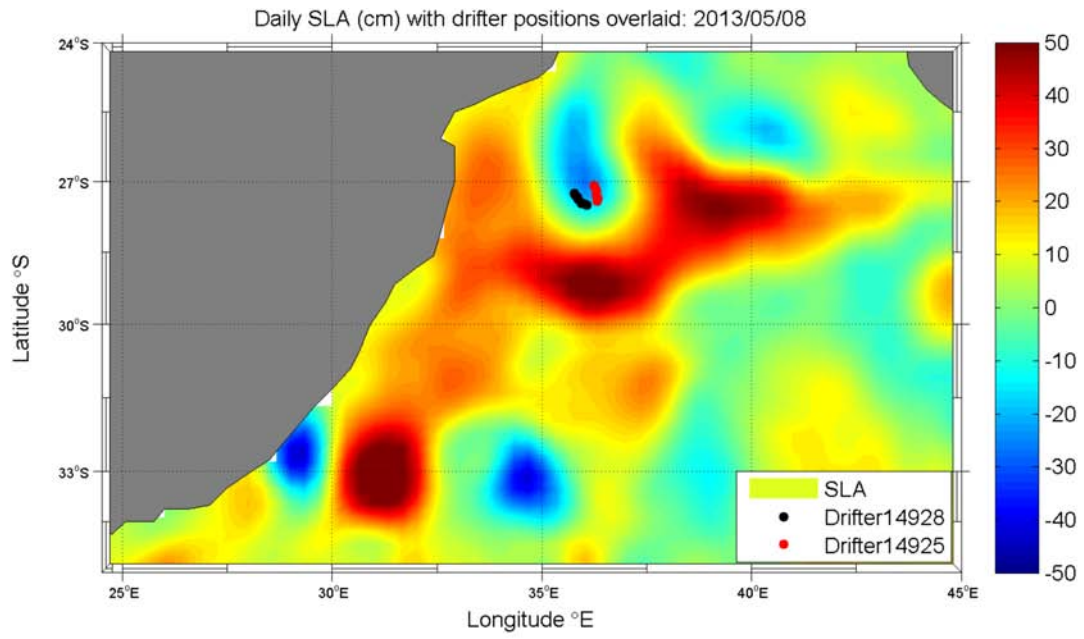 Daily SLA (cm) with drifter positions overlaid: 2013/05/08
24°S
27°S
30°S
33°S
Latitude °S
25°E
30°E
35°E
40°E
45°E
Longitude °E
SLA
Drifter14928
Drifter14925
50
40
30
20
10
0
-10
-20
-30
-40
-50